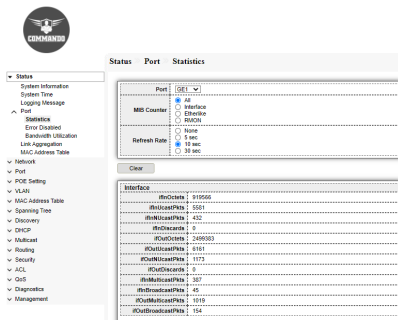 COMMANDO
Status Port Statistics
Status
System Information
System Time
Logging Message
Port
Statistics
Error Disabled
Bandwidth Utilization
Link Aggregation
MAC Address Table
Network
Port
POE Setting
VLAN
MAC Address Table
Spanning Tree
Discovery
DHCP
Multicast
Routing
Security
ACL
QoS
Diagnostics
Management
Port GE1
MIB Counter
All
Interface
Etherlike
RMON
Refresh Rate
None
5 sec
10 sec
30 sec
Clear
Interface
ifInOctets 919566
ifInUcastPkts 5581
ifInNUcastPkts 432
ifInDiscards 0
ifOutOctets 2499383
ifOutUcastPkts 6161
ifOutNUcastPkts 1173
ifOutDiscards 0
ifInMulticastPkts 387
ifInBroadcastPkts 45
ifOutMulticastPkts 1019
ifOutBroadcastPkts 154